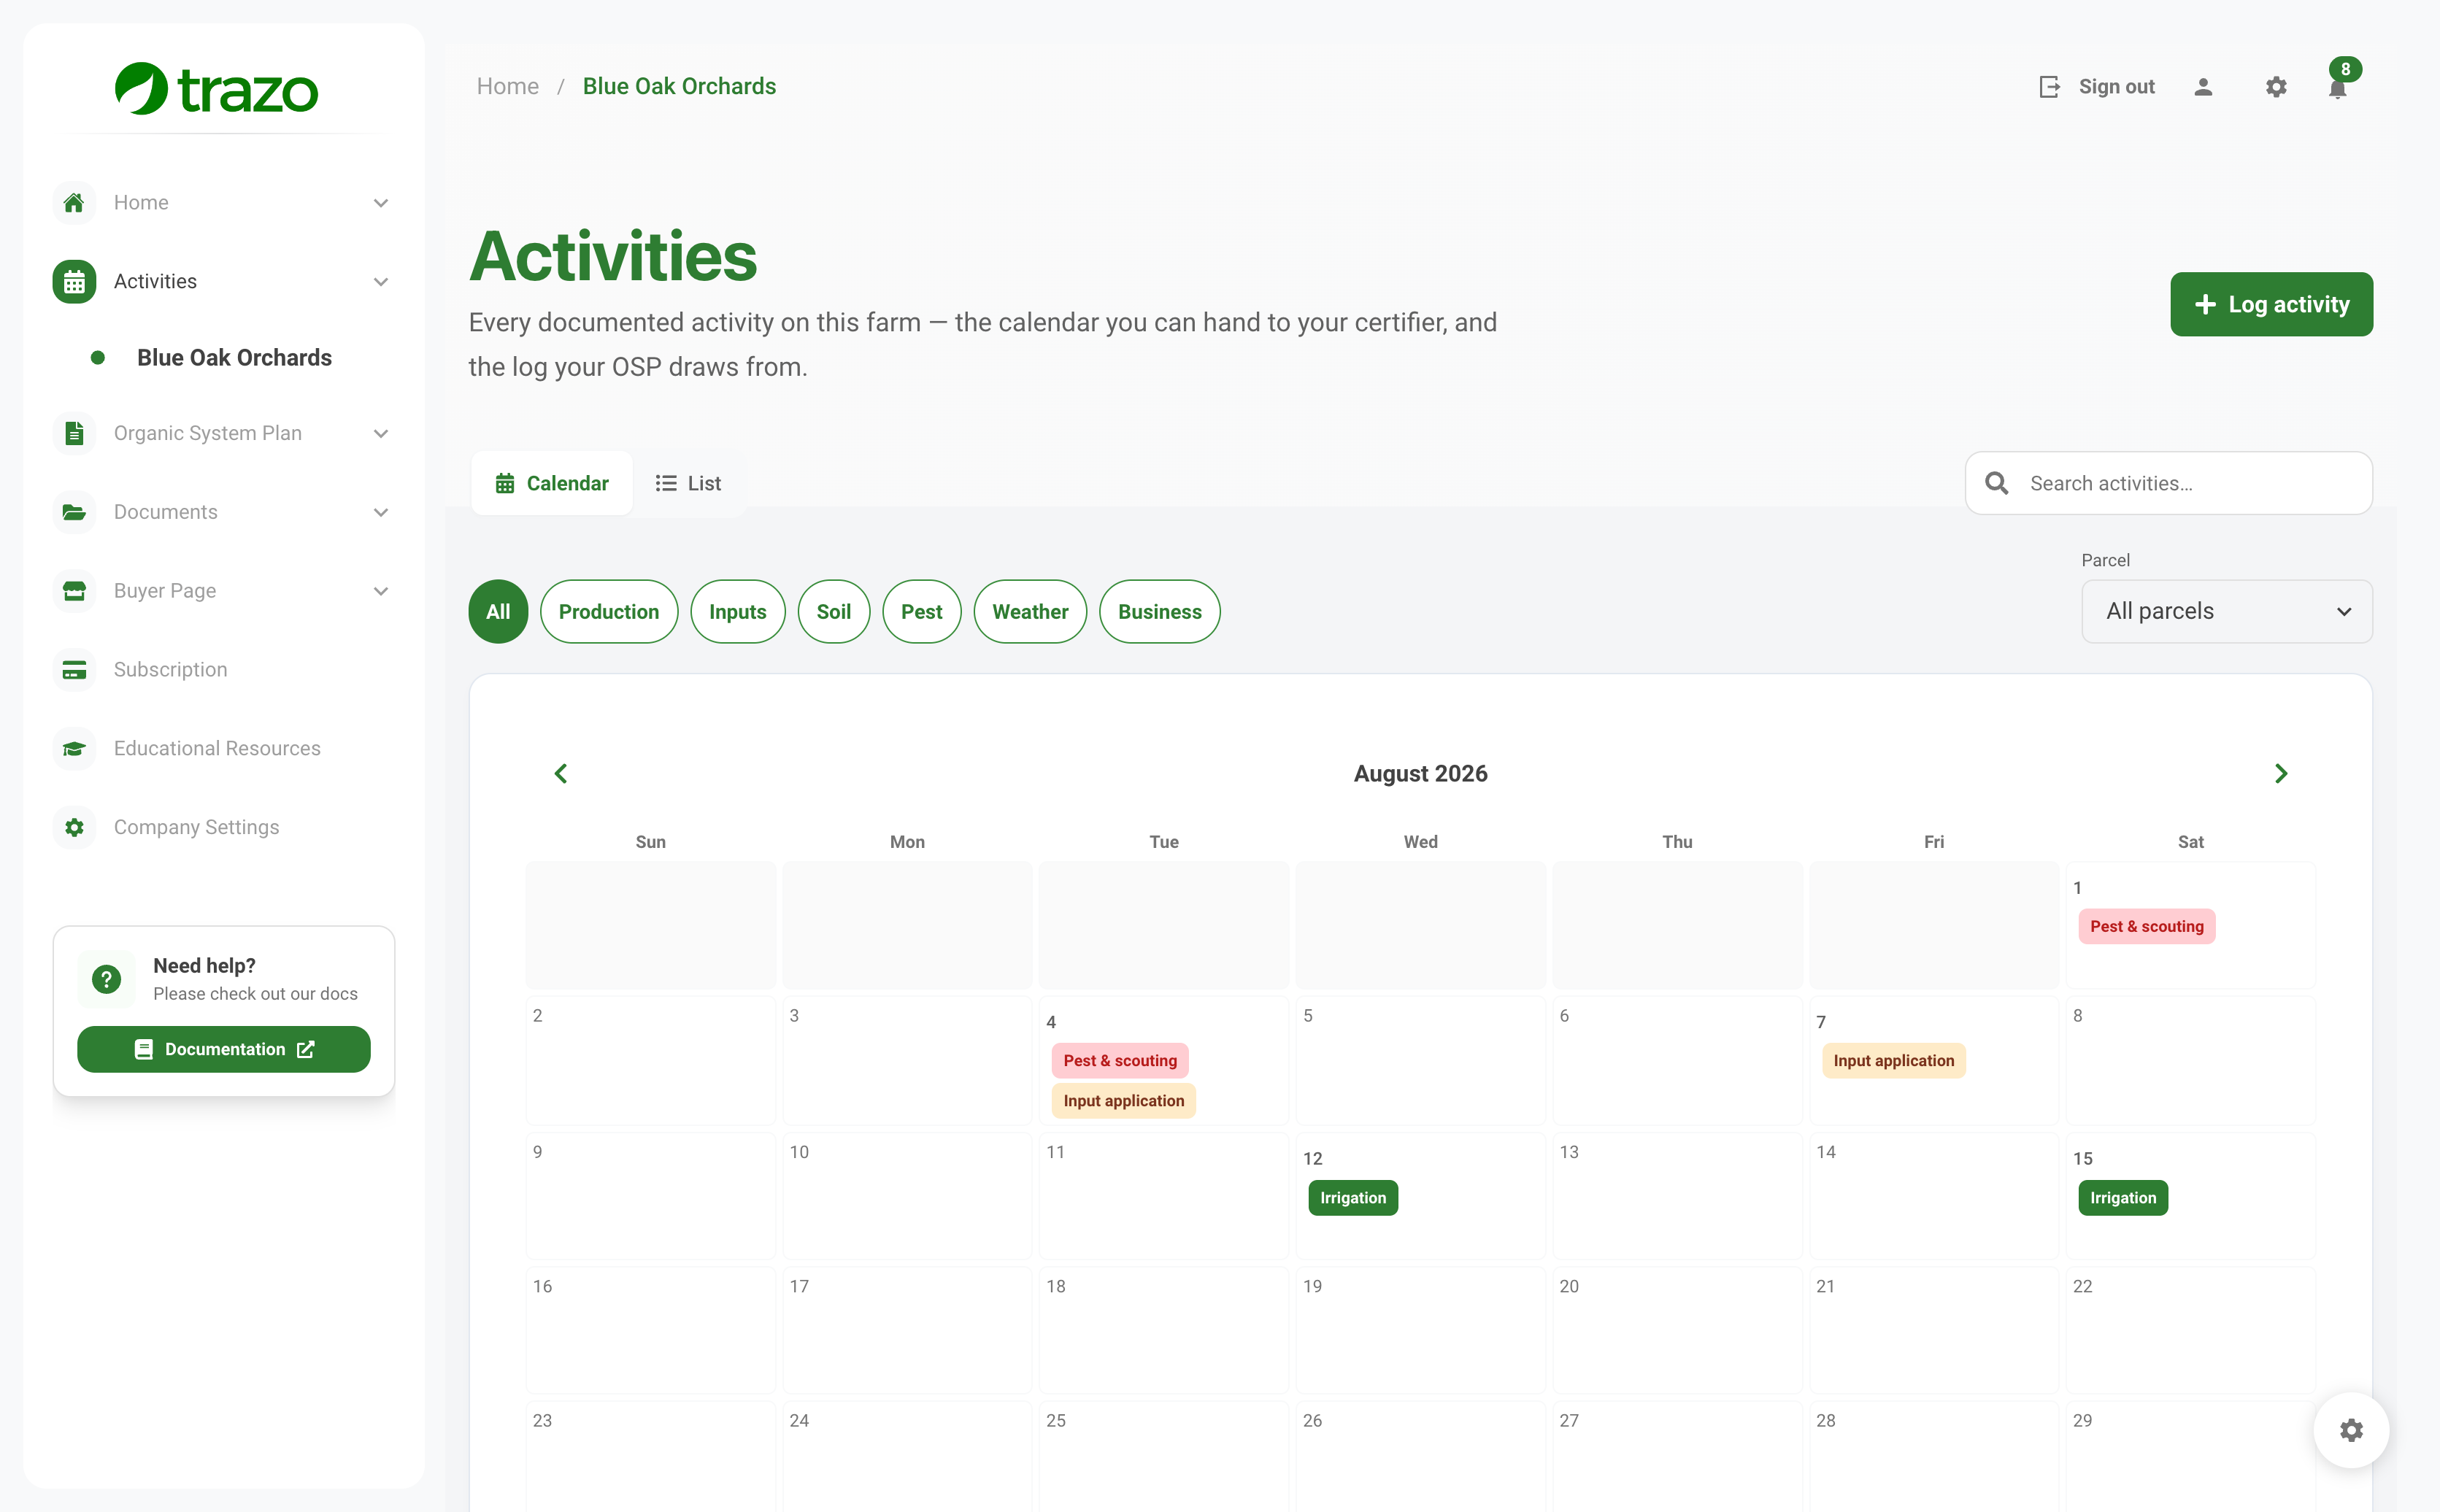 trazo
Home
Activities
Blue Oak Orchards
Organic System Plan
Documents
Buyer Page
Subscription
Educational Resources
Company Settings
?
Need help?
Please check out our docs
Documentation
Home / Blue Oak Orchards
Sign out
8
Activities
Every documented activity on this farm — the calendar you can hand to your certifier, and
the log your OSP draws from.
+ Log activity
Calendar
List
Search activities...
Parcel
All Production Inputs Soil Pest Weather Business
All parcels
August 2026
Sun Mon Tue Wed Thu Fri Sat
1
Pest & scouting
2 3 4 5 6 7 8
Pest & scouting Input application
Input application
9 10 11 12 13 14 15
Irrigation Irrigation
16 17 18 19 20 21 22
23 24 25 26 27 28 29